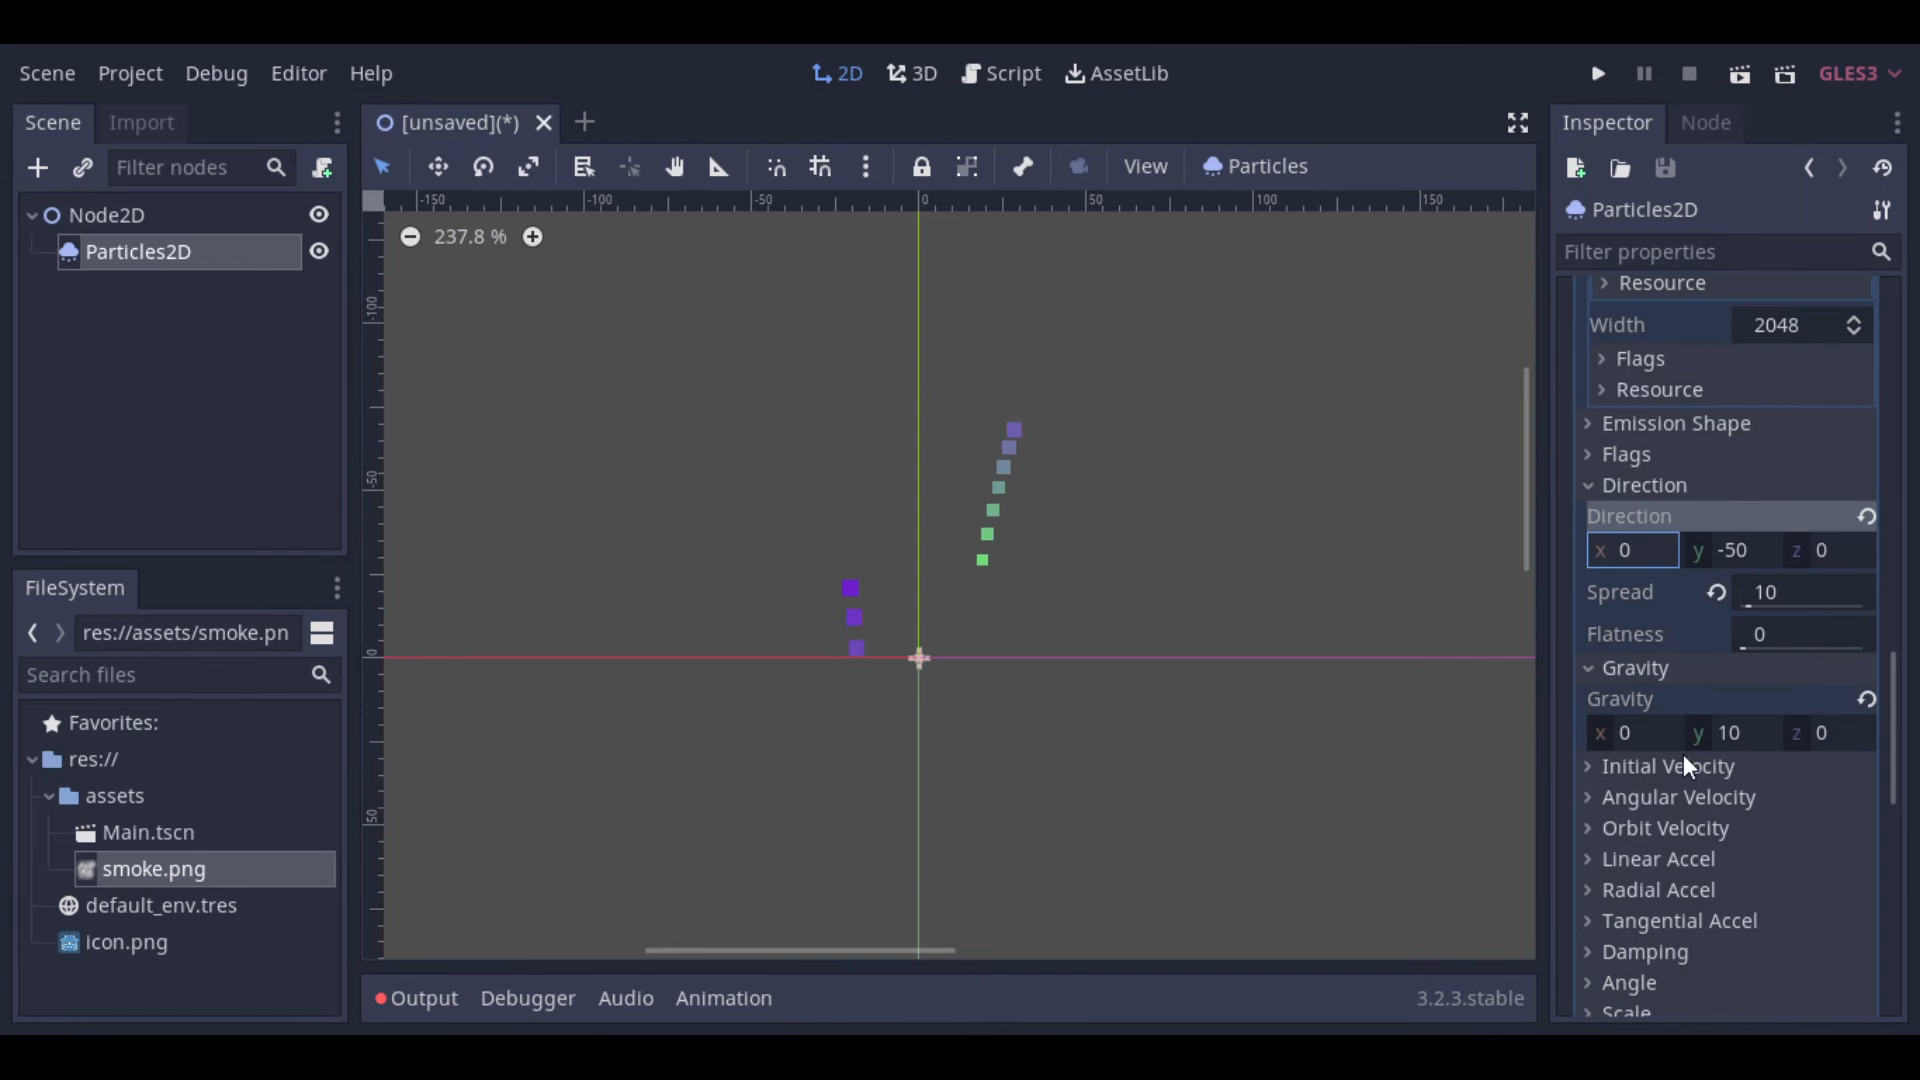 Scene Project Debug Editor Help 2D 3D Script AssetLib GLES3
Scene Import
Filter nodes
Node2D
Particles2D
FileSystem
res://assets/smoke.pn
Search files
Favorites:
res://
assets
Main.tscn
smoke.png
default_env.tres
icon.png
[unsaved](*)
View Particles
-150 -100 -50 0 50 100 150
237.8 %
-100
-50
0
50
Output Debugger Audio Animation 3.2.3.stable
Inspector Node
Particles2D
Filter properties
Resource
Width 2048
Flags
Resource
Emission Shape
Flags
Direction
Direction
x 0 y -50 z 0
Spread 10
Flatness 0
Gravity
Gravity
x 0 y 10 z 0
Initial Velocity
Angular Velocity
Orbit Velocity
Linear Accel
Radial Accel
Tangential Accel
Damping
Angle
Scale